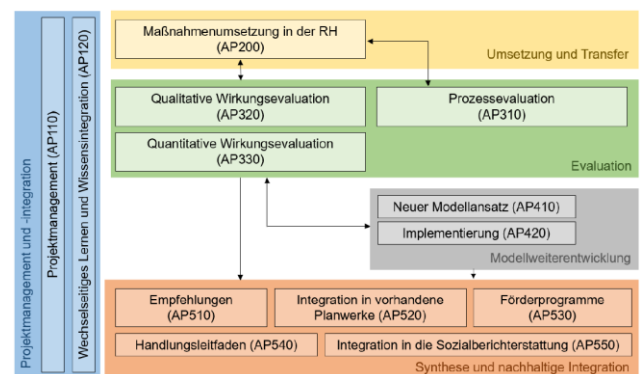 Projektmanagement und -integration
Projektmanagement (AP110)
Wechselseitiges Lernen und Wissensintegration (AP120)
Maßnahmenumsetzung in der RH
(AP200)
Umsetzung und Transfer
Qualitative Wirkungsevaluation
(AP320)
Prozessevaluation
(AP310)
Quantitative Wirkungsevaluation
(AP330)
Evaluation
Neuer Modellansatz (AP410)
Implementierung (AP420)
Modellweiterentwicklung
Empfehlungen
(AP510)
Integration in vorhandene
Planwerke (AP520)
Förderprogramme
(AP530)
Handlungsleitfaden (AP540)
Integration in die Sozialberichterstattung (AP550)
Synthese und nachhaltige Integration